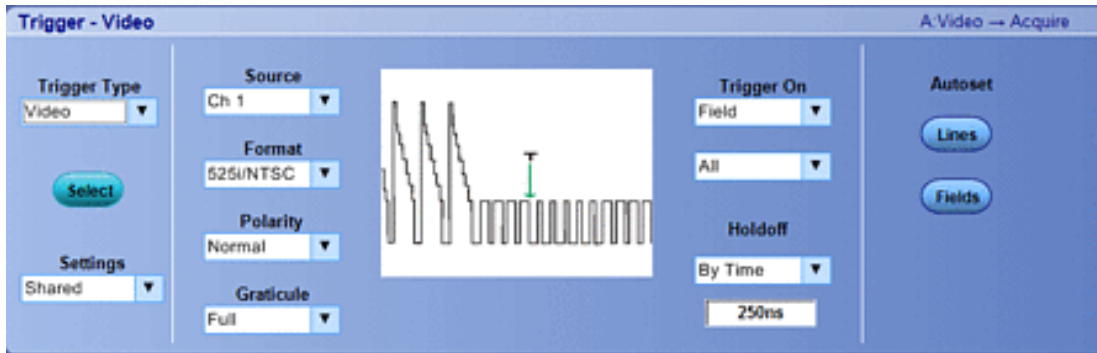 Trigger - Video
A:Video → Acquire
Trigger Type
Video
Select
Settings
Shared
Source
Ch 1
Format
525i/NTSC
Polarity
Normal
Graticule
Full
T
Trigger On
Field
All
Holdoff
By Time
250ns
Autoset
Lines
Fields